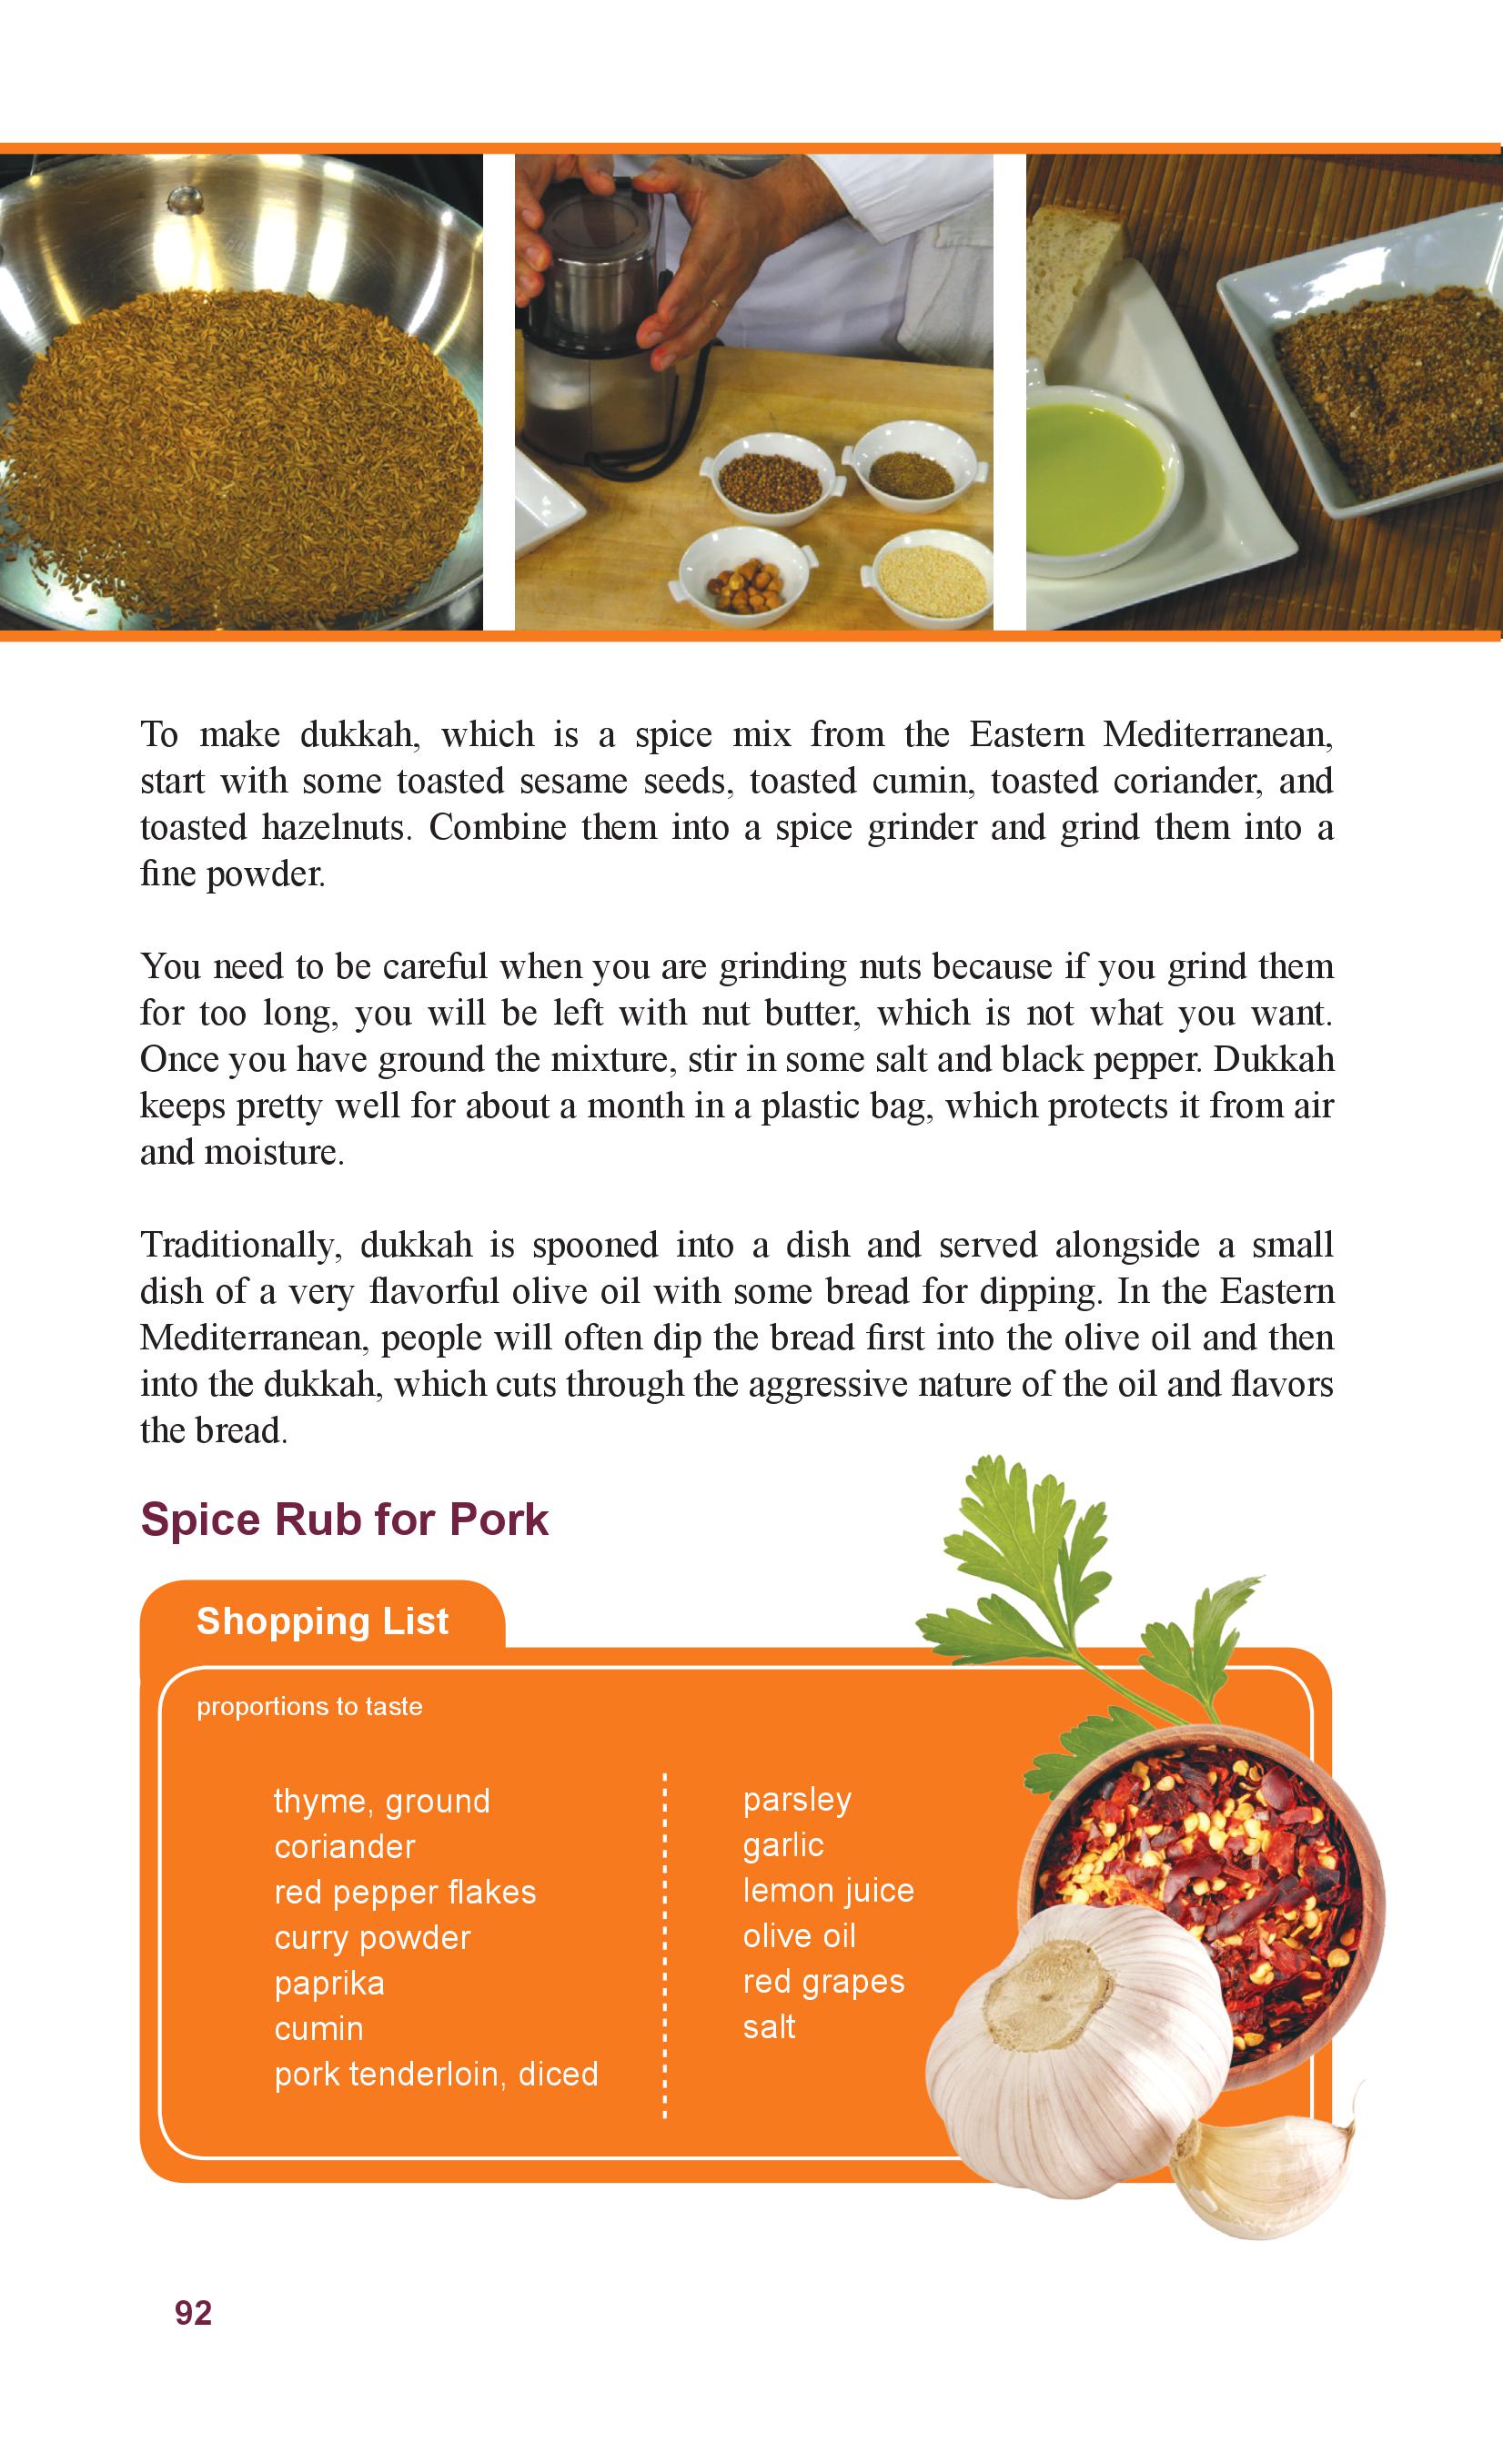 To make dukkah, which is a spice mix from the Eastern Mediterranean,
start with some toasted sesame seeds, toasted cumin, toasted coriander, and
toasted hazelnuts. Combine them into a spice grinder and grind them into a
fine powder.
You need to be careful when you are grinding nuts because if you grind them
for too long, you will be left with nut butter, which is not what you want.
Once you have ground the mixture, stir in some salt and black pepper. Dukkah
keeps pretty well for about a month in a plastic bag, which protects it from air
and moisture.
Traditionally, dukkah is spooned into a dish and served alongside a small
dish of a very flavorful olive oil with some bread for dipping. In the Eastern
Mediterranean, people will often dip the bread first into the olive oil and then
into the dukkah, which cuts through the aggressive nature of the oil and flavors
the bread.
Spice Rub for Pork
Shopping List
proportions to taste
thyme, ground
coriander
red pepper flakes
curry powder
paprika
cumin
pork tenderloin, diced
parsley
garlic
lemon juice
olive oil
red grapes
salt
92